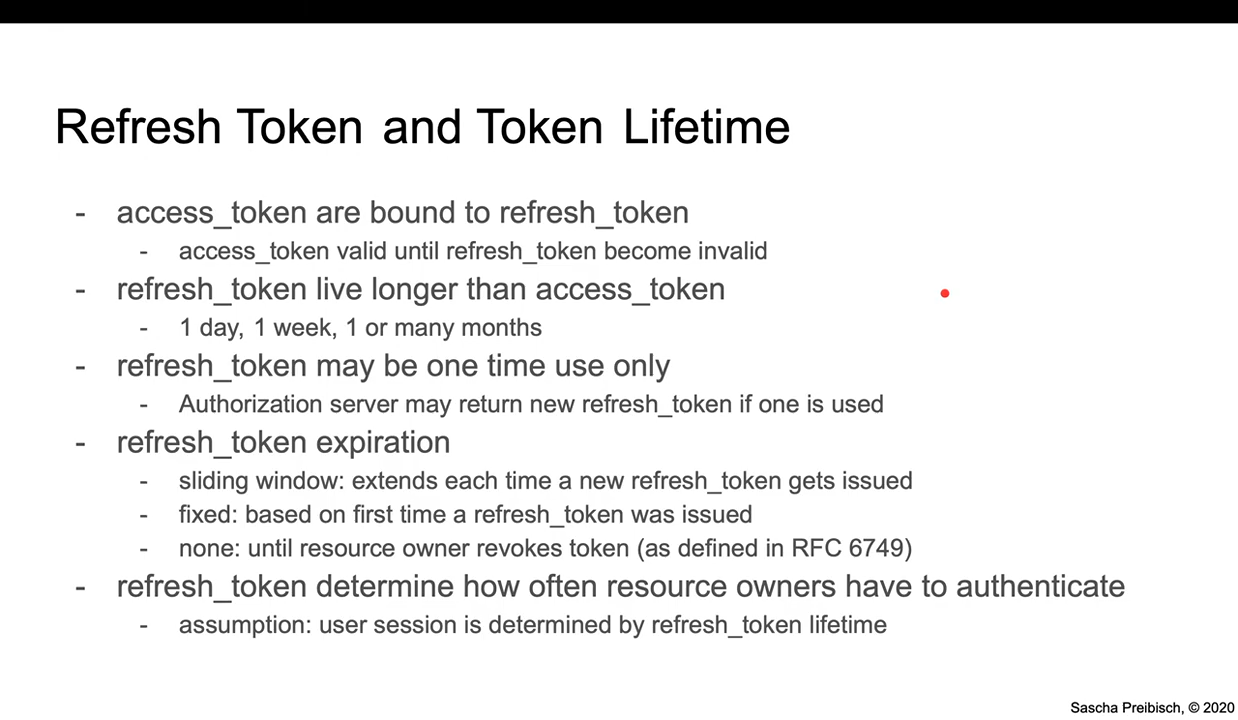 Refresh Token and Token Lifetime
- access_token are bound to refresh_token
- access_token valid until refresh_token become invalid
- refresh_token live longer than access_token
- 1 day, 1 week, 1 or many months
- refresh_token may be one time use only
- Authorization server may return new refresh_token if one is used
- refresh_token expiration
- sliding window: extends each time a new refresh_token gets issued
- fixed: based on first time a refresh_token was issued
- none: until resource owner revokes token (as defined in RFC 6749)
- refresh_token determine how often resource owners have to authenticate
- assumption: user session is determined by refresh_token lifetime
Sascha Preibisch, © 2020